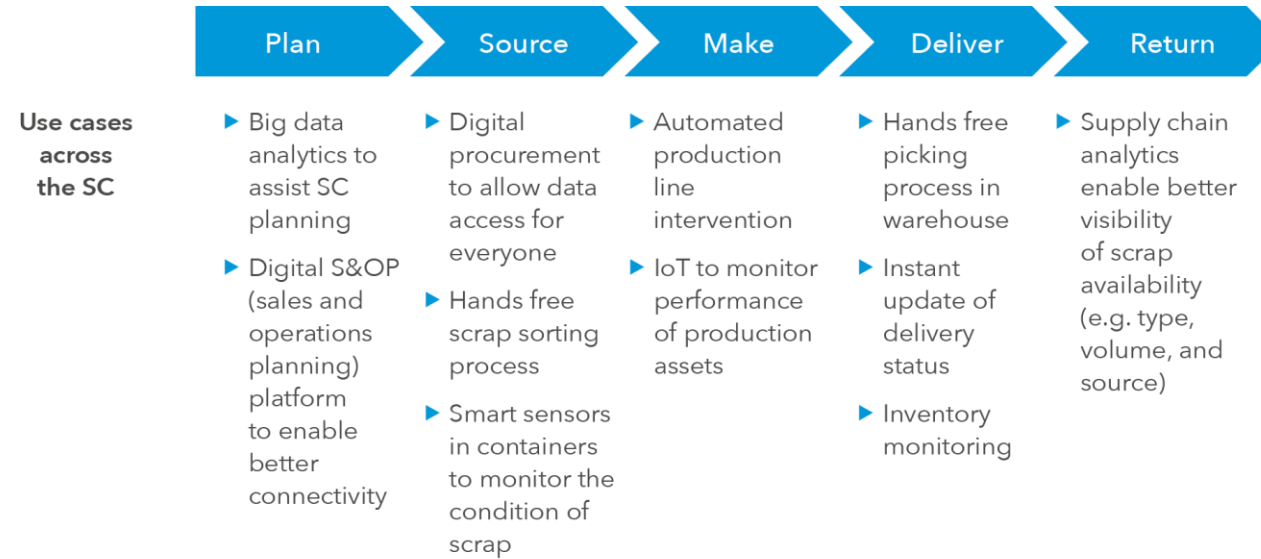 Plan
Source
Make
Deliver
Return
Use cases
across
the SC
Big data
analytics to
assist SC
planning
Digital S&OP
(sales and
operations
planning)
platform
to enable
better
connectivity
Digital
procurement
to allow data
access for
everyone
Hands free
scrap sorting
process
Smart sensors
in containers
to monitor the
condition of
scrap
Automated
production
line
intervention
IoT to monitor
performance
of production
assets
Hands free
picking
process in
warehouse
Instant
update of
delivery
status
Inventory
monitoring
Supply chain
analytics
enable better
visibility
of scrap
availability
(e.g. type,
volume, and
source)